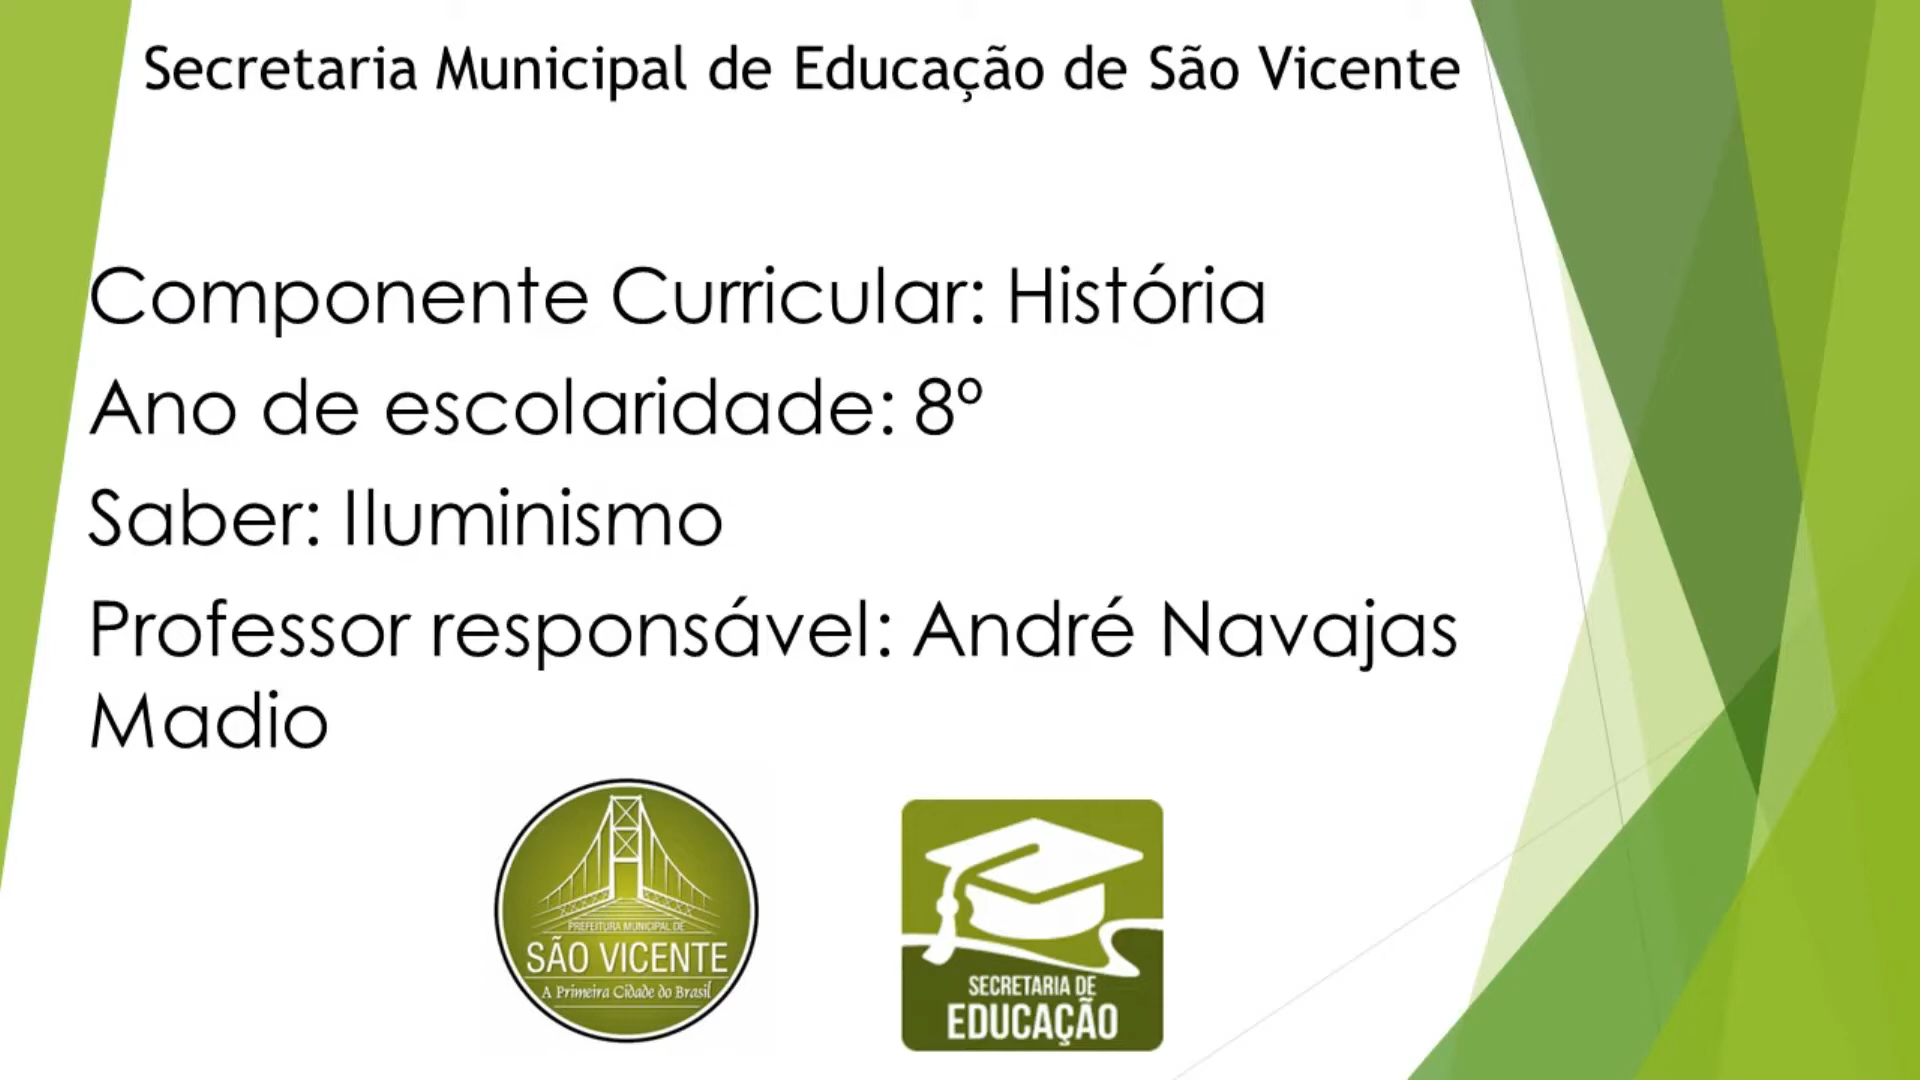 Secretaria Municipal de Educação de São Vicente
Componente Curricular: História
Ano de escolaridade: 8º
Saber: Iluminismo
Professor responsável: André Navajas
Madio
PREFEITURA MUNICIPAL DE
SÃO VICENTE
A Primeira Cidade do Brasil
SECRETARIA DE
EDUCAÇÃO